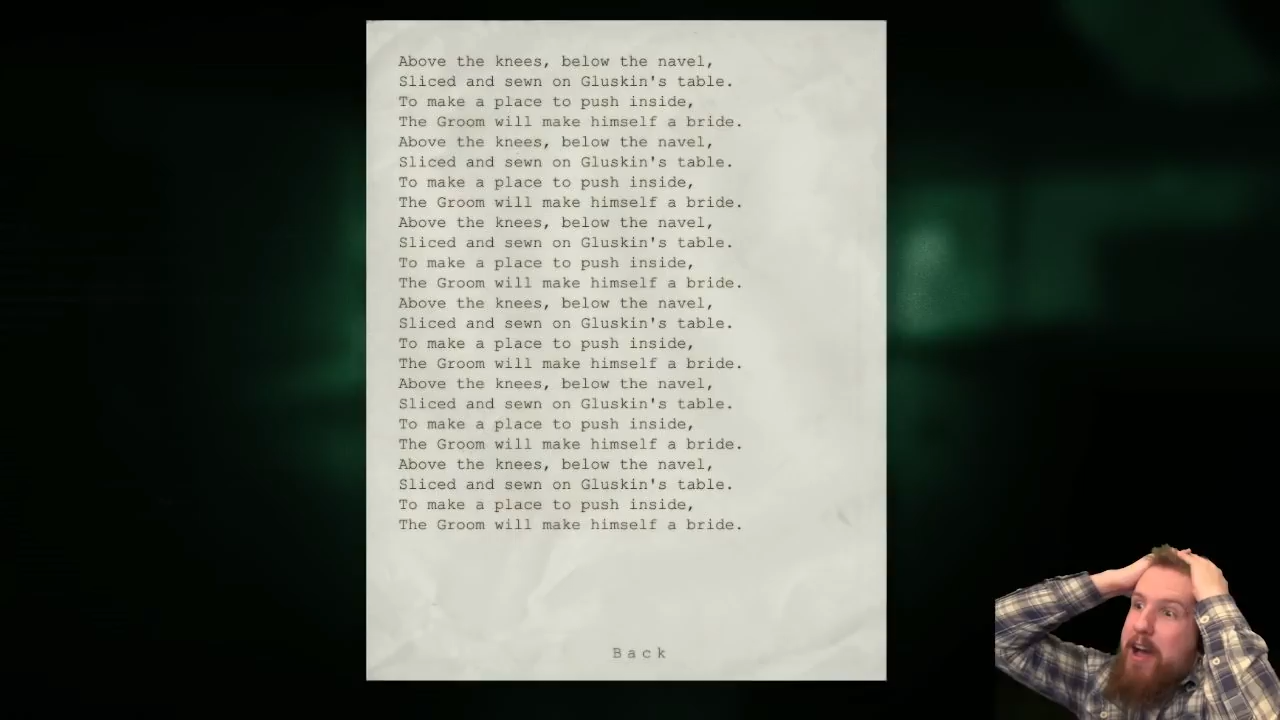 Above the knees, below the navel,
Sliced and sewn on Gluskin's table.
To make a place to push inside,
The Groom will make himself a bride.
Above the knees, below the navel,
Sliced and sewn on Gluskin's table.
To make a place to push inside,
The Groom will make himself a bride.
Above the knees, below the navel,
Sliced and sewn on Gluskin's table.
To make a place to push inside,
The Groom will make himself a bride.
Above the knees, below the navel,
Sliced and sewn on Gluskin's table.
To make a place to push inside,
The Groom will make himself a bride.
Above the knees, below the navel,
Sliced and sewn on Gluskin's table.
To make a place to push inside,
The Groom will make himself a bride.
Above the knees, below the navel,
Sliced and sewn on Gluskin's table.
To make a place to push inside,
The Groom will make himself a bride.
Back